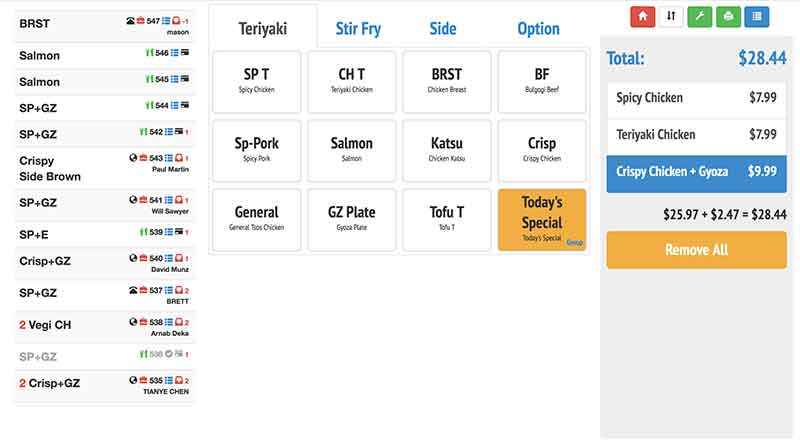 BRST 547 -1
mason
Salmon 546
Salmon 545
SP+GZ 544
SP+GZ 542 1
Crispy 543 1
Side Brown Paul Martin
SP+GZ 541 1
Will Sawyer
SP+E 539 1
Crisp+GZ 540 1
David Munz
SP+GZ 537 2
BRETT
2 Vegi CH 538 2
Arnab Deka
SP+GZ 536 1
2 Crisp+GZ 535 2
TIANYE CHEN
Teriyaki Stir Fry Side Option
SP T CH T BRST BF
Spicy Chicken Teriyaki Chicken Chicken Breast Bulgogi Beef
Sp-Pork Salmon Katsu Crisp
Spicy Pork Salmon Chicken Katsu Crispy Chicken
General GZ Plate Tofu T Today's Special
General Tsos Chicken Gyoza Plate Tofu T Today's Special
Group
Total: $28.44
Spicy Chicken $7.99
Teriyaki Chicken $7.99
Crispy Chicken + Gyoza $9.99
$25.97 + $2.47 = $28.44
Remove All